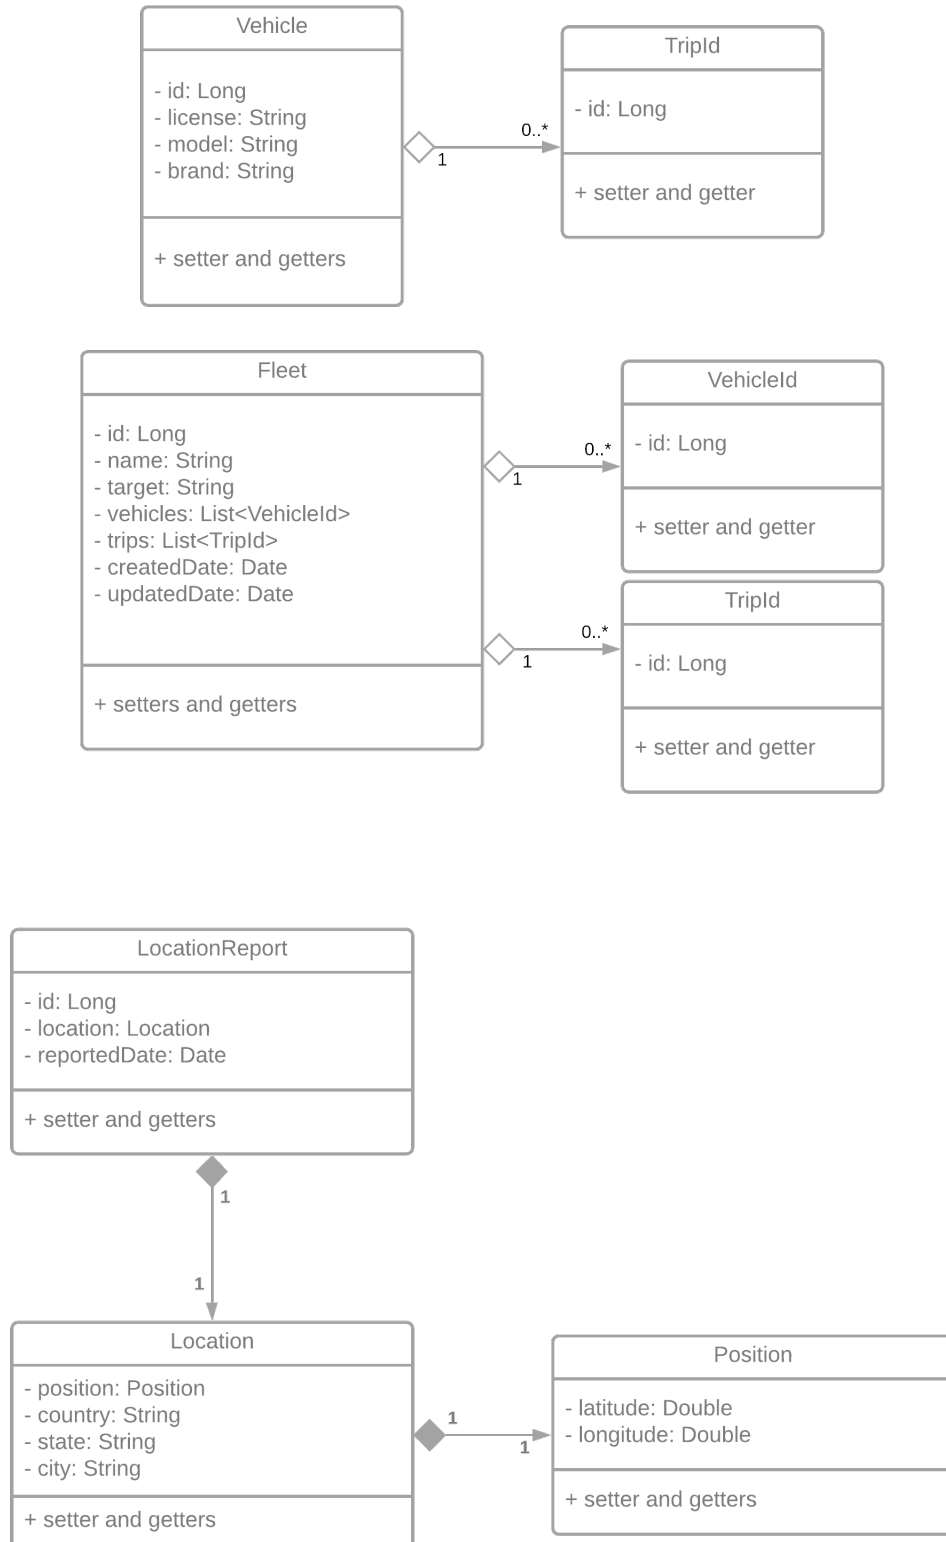 Vehicle
- id: Long
- license: String
- model: String
- brand: String
+ setter and getters
1
0..*
TripId
- id: Long
+ setter and getter
Fleet
- id: Long
- name: String
- target: String
- vehicles: List<VehicleId>
- trips: List<TripId>
- createdDate: Date
- updatedDate: Date
+ setters and getters
1
0..*
VehicleId
- id: Long
+ setter and getter
1
0..*
TripId
- id: Long
+ setter and getter
LocationReport
- id: Long
- location: Location
- reportedDate: Date
+ setter and getters
1
1
Location
- position: Position
- country: String
- state: String
- city: String
+ setter and getters
1
1
Position
- latitude: Double
- longitude: Double
+ setter and getters